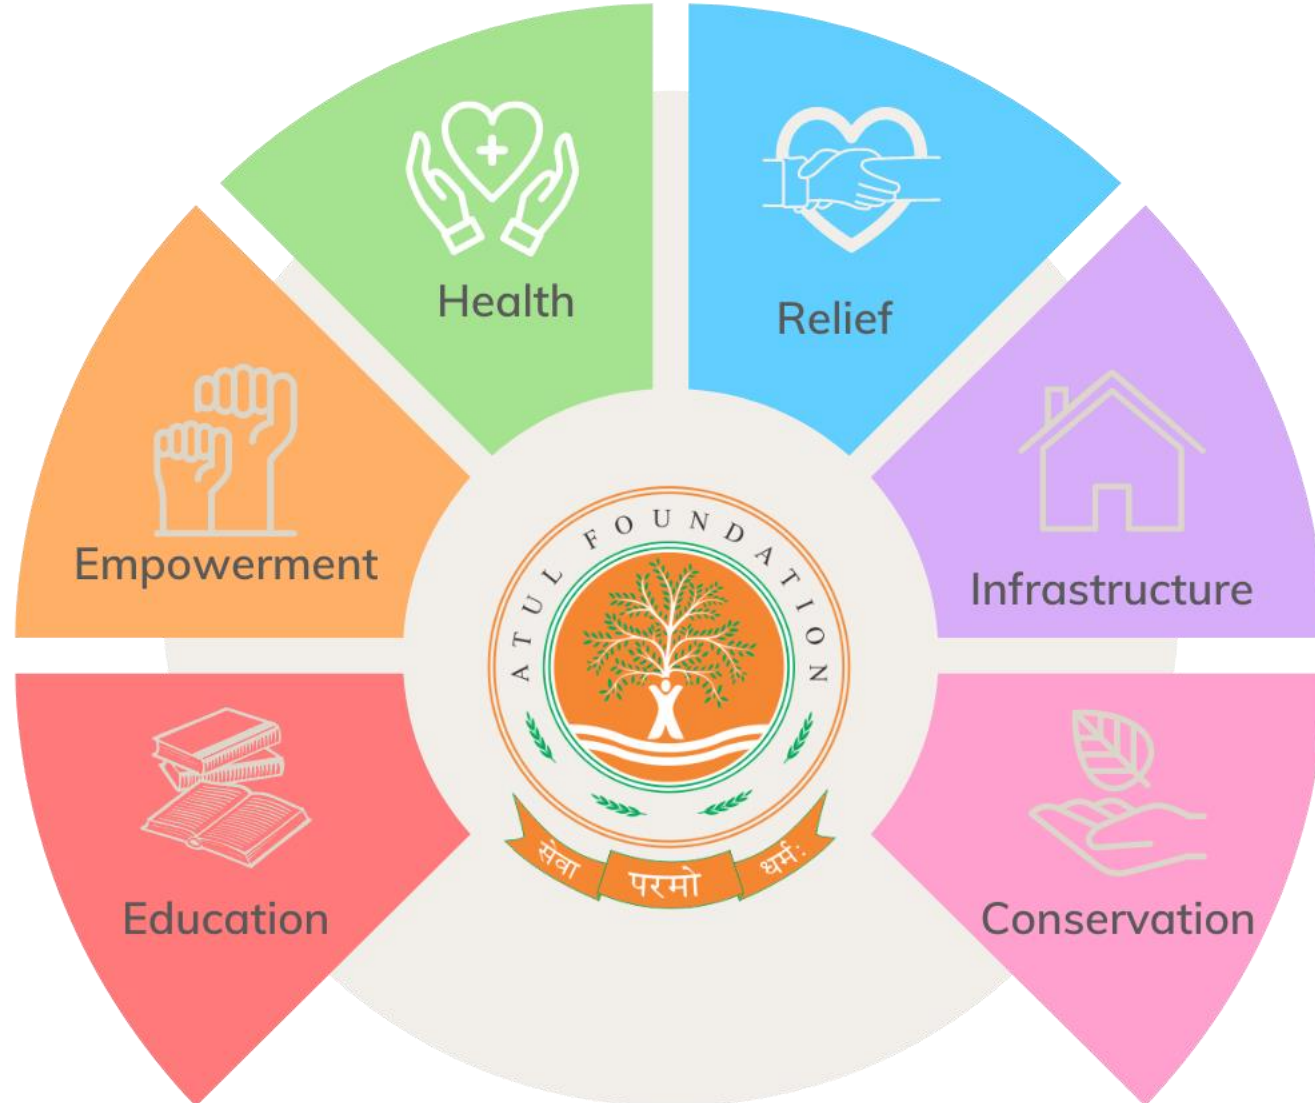 Health
Relief
Empowerment
Infrastructure
ATUL FOUNDATION
सेवा परमो धर्म:
Education
Conservation